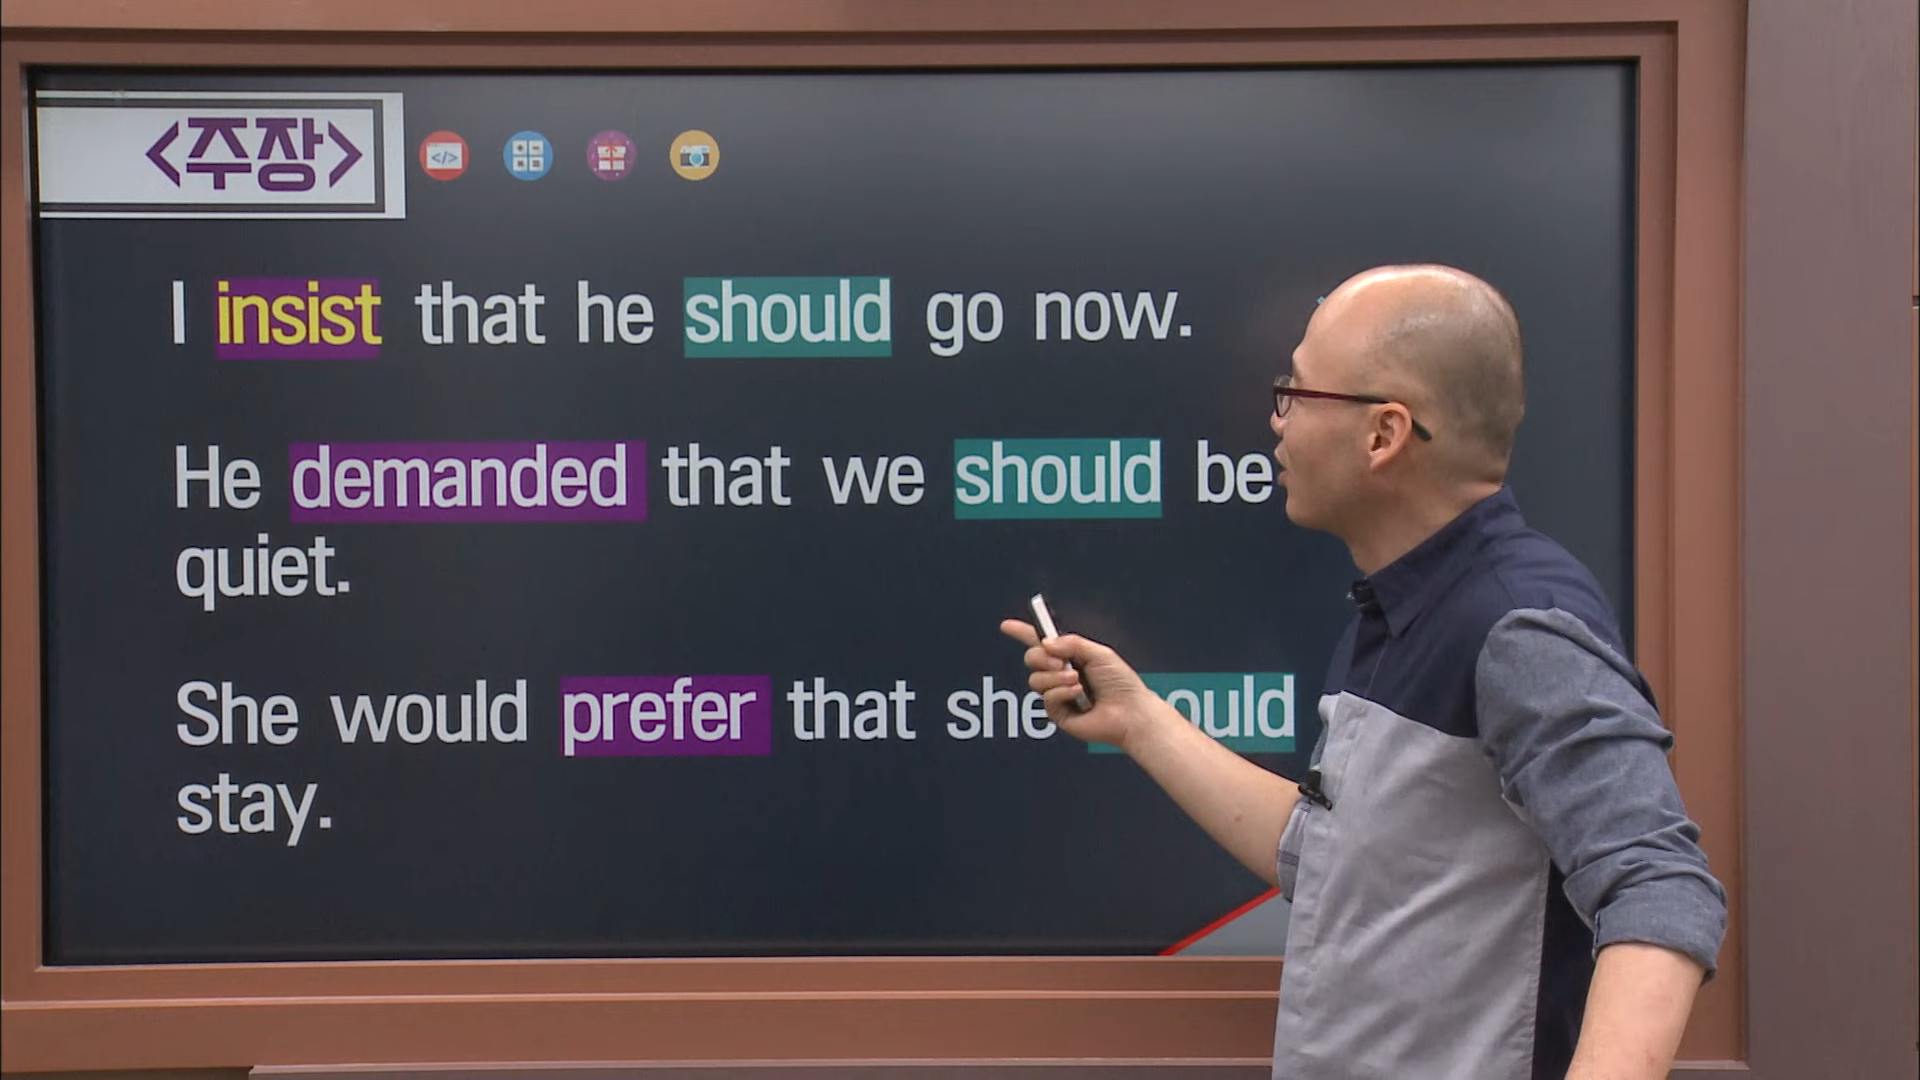 <주장>
I insist that he should go now.
He demanded that we should be
quiet.
She would prefer that she should
stay.